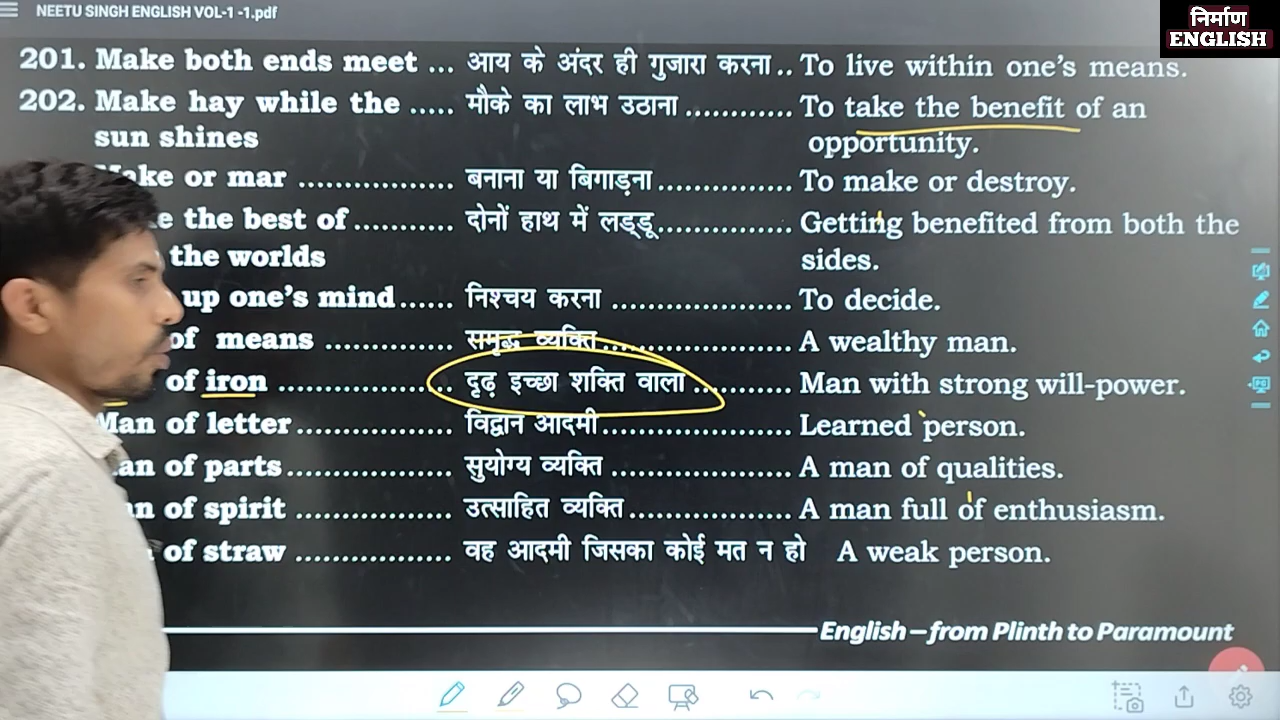 NEETU SINGH ENGLISH VOL-1 -1.pdf
निर्माण
ENGLISH
201. Make both ends meet ... आय के अंदर ही गुजारा करना.. To live within one's means.
202. Make hay while the ..... मौके का लाभ उठाना ............ To take the benefit of an
sun shines opportunity.
Make or mar ................. बनाना या बिगाड़ना.............. To make or destroy.
the best of........... दोनों हाथ में लड्डू.............. Getting benefited from both the
the worlds sides.
up one's mind...... निश्चय करना ................... To decide.
of means .............. समृद्ध व्यक्ति.................... A wealthy man.
of iron ................... दृढ़ इच्छा शक्ति वाला .......... Man with strong will-power.
Man of letter................. विद्वान आदमी.................... Learned person.
of parts.................. सुयोग्य व्यक्ति ................... A man of qualities.
of spirit .................. उत्साहित व्यक्ति................. A man full of enthusiasm.
of straw ................. वह आदमी जिसका कोई मत न हो A weak person.
English – from Plinth to Paramount